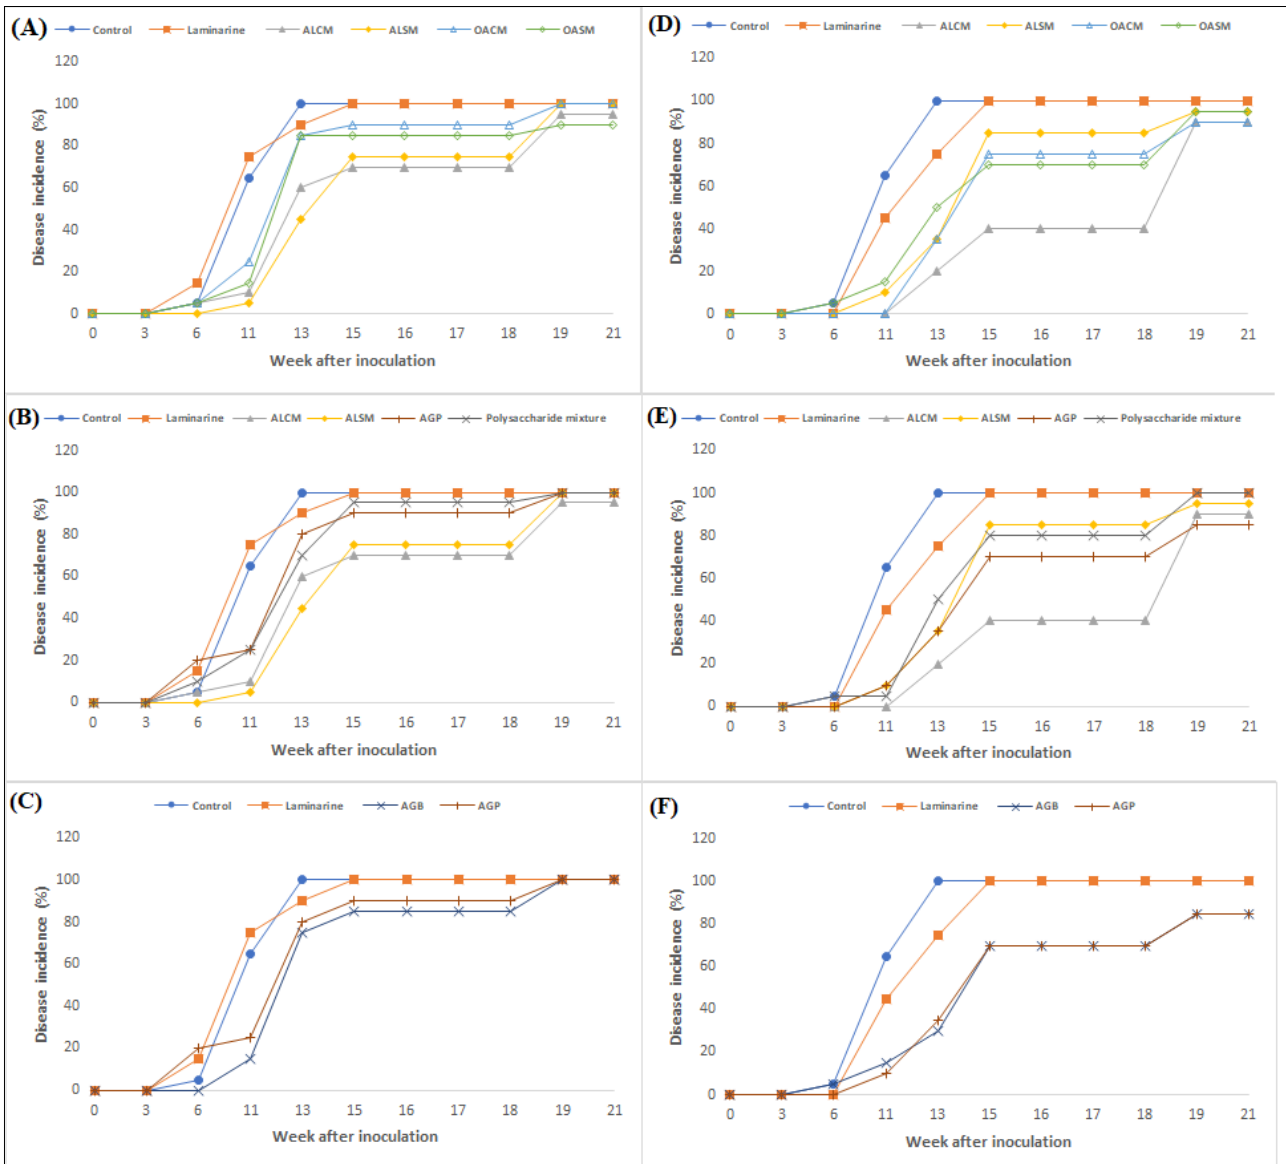 (A)
Control Laminarine ALCM ALSM OACM OASM
120
100
80
60
40
20
0
Disease incidence (%)
0 3 6 11 13 15 16 17 18 19 21
Week after inoculation
(D)
Control Laminarine ALCM ALSM OACM OASM
120
100
80
60
40
20
0
Disease incidence (%)
0 3 6 11 13 15 16 17 18 19 21
Week after inoculation
(B)
Control Laminarine ALCM ALSM AGP Polysaccharide mixture
120
100
80
60
40
20
0
Disease incidence (%)
0 3 6 11 13 15 16 17 18 19 21
Week after inoculation
(E)
Control Laminarine ALCM ALSM AGP Polysaccharide mixture
120
100
80
60
40
20
0
Disease incidence (%)
0 3 6 11 13 15 16 17 18 19 21
Week after inoculation
(C)
Control Laminarine AGB AGP
120
100
80
60
40
20
0
Disease incidence (%)
0 3 6 11 13 15 16 17 18 19 21
Week after inoculation
(F)
Control Laminarine AGB AGP
120
100
80
60
40
20
0
Disease incidence (%)
0 3 6 11 13 15 16 17 18 19 21
Week after inoculation